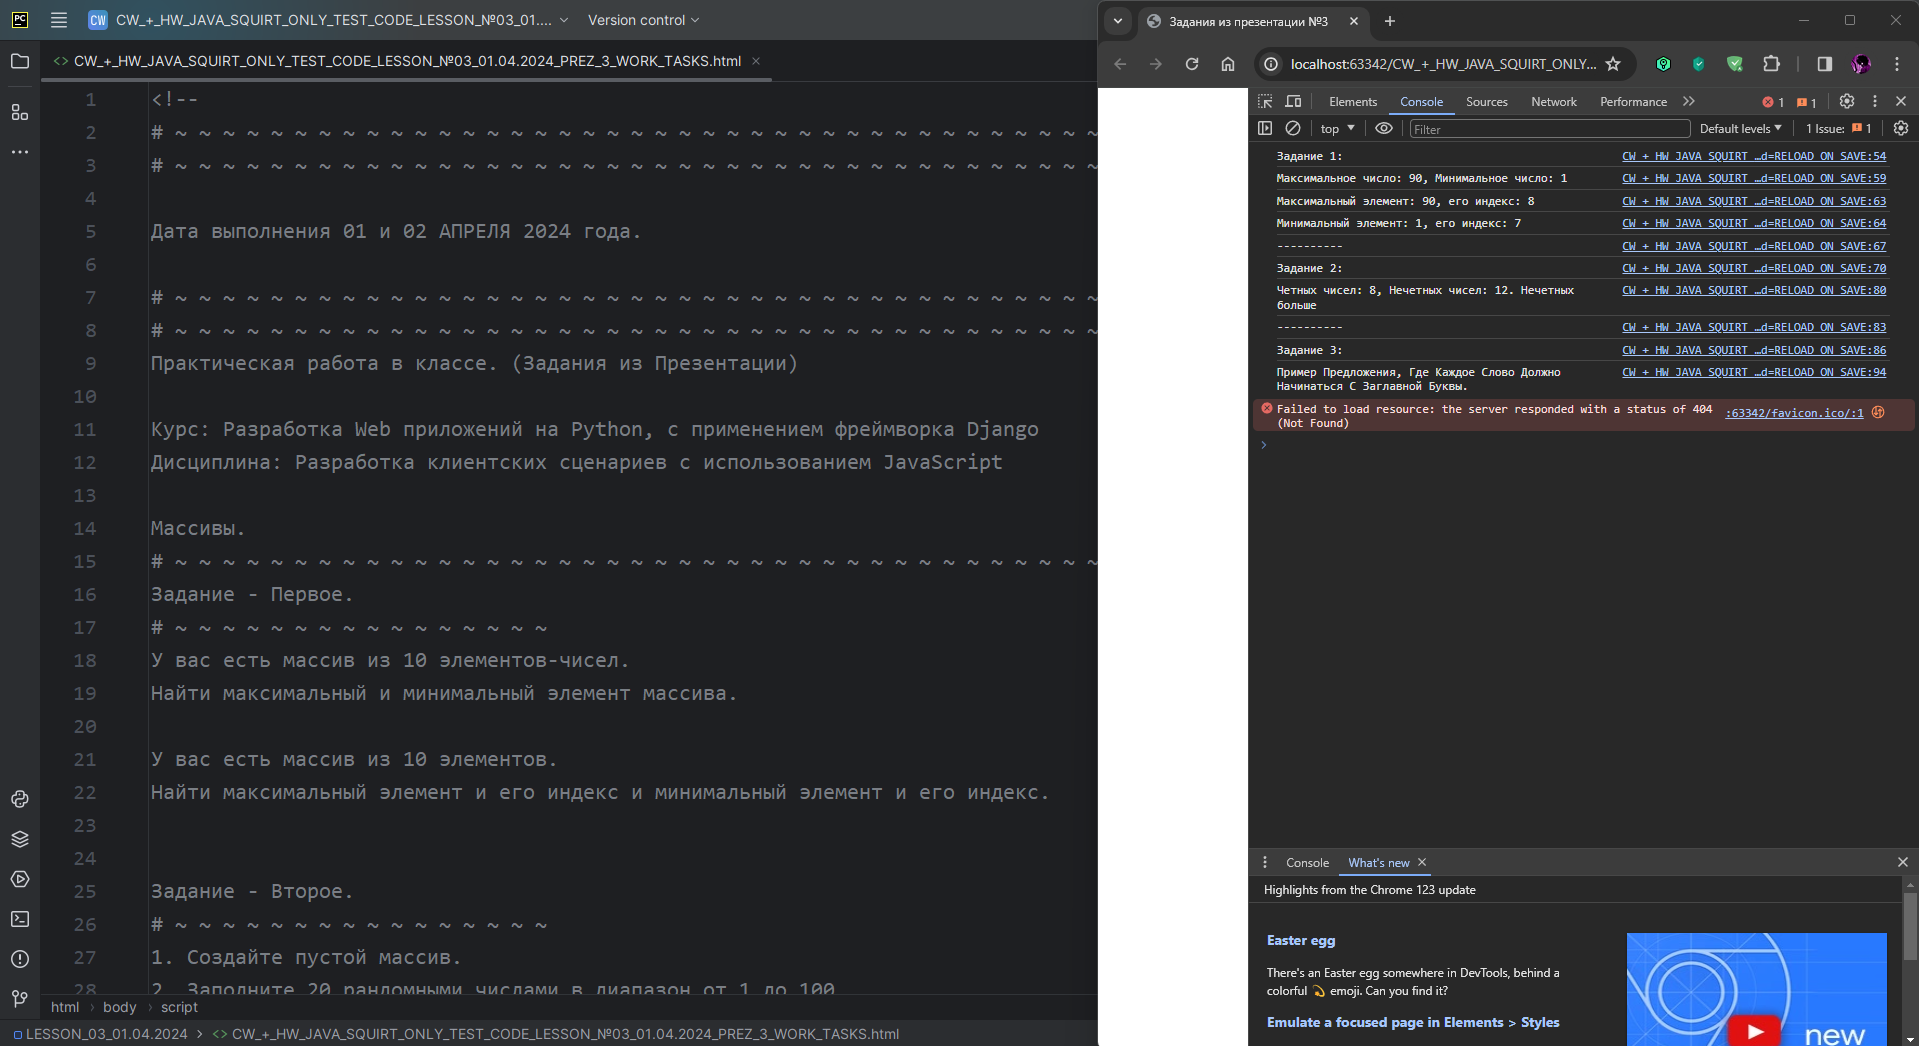 PC
CW
CW_+_HW_JAVA_SQUIRT_ONLY_TEST_CODE_LESSON_№03_01....
Version control
<> CW_+_HW_JAVA_SQUIRT_ONLY_TEST_CODE_LESSON_№03_01.04.2024_PREZ_3_WORK_TASKS.html
1 <!--
2 # ~ ~ ~ ~ ~ ~ ~ ~ ~ ~ ~ ~ ~ ~ ~ ~ ~ ~ ~ ~ ~ ~ ~ ~ ~ ~ ~ ~ ~ ~ ~ ~ ~ ~ ~ ~ ~ ~ ~
3 # ~ ~ ~ ~ ~ ~ ~ ~ ~ ~ ~ ~ ~ ~ ~ ~ ~ ~ ~ ~ ~ ~ ~ ~ ~ ~ ~ ~ ~ ~ ~ ~ ~ ~ ~ ~ ~ ~ ~
4
5 Дата выполнения 01 и 02 АПРЕЛЯ 2024 года.
6
7 # ~ ~ ~ ~ ~ ~ ~ ~ ~ ~ ~ ~ ~ ~ ~ ~ ~ ~ ~ ~ ~ ~ ~ ~ ~ ~ ~ ~ ~ ~ ~ ~ ~ ~ ~ ~ ~ ~ ~
8 # ~ ~ ~ ~ ~ ~ ~ ~ ~ ~ ~ ~ ~ ~ ~ ~ ~ ~ ~ ~ ~ ~ ~ ~ ~ ~ ~ ~ ~ ~ ~ ~ ~ ~ ~ ~ ~ ~ ~
9 Практическая работа в классе. (Задания из Презентации)
10
11 Курс: Разработка Web приложений на Python, с применением фреймворка Django
12 Дисциплина: Разработка клиентских сценариев с использованием JavaScript
13
14 Массивы.
15 # ~ ~ ~ ~ ~ ~ ~ ~ ~ ~ ~ ~ ~ ~ ~ ~ ~ ~ ~ ~ ~ ~ ~ ~ ~ ~ ~ ~ ~ ~ ~ ~ ~ ~ ~ ~ ~ ~ ~
16 Задание - Первое.
17 # ~ ~ ~ ~ ~ ~ ~ ~ ~ ~ ~ ~ ~ ~ ~ ~
18 У вас есть массив из 10 элементов-чисел.
19 Найти максимальный и минимальный элемент массива.
20
21 У вас есть массив из 10 элементов.
22 Найти максимальный элемент и его индекс и минимальный элемент и его индекс.
23
24
25 Задание - Второе.
26 # ~ ~ ~ ~ ~ ~ ~ ~ ~ ~ ~ ~ ~ ~ ~ ~
27 1. Создайте пустой массив.
28 2. Заполните 20 рандомными числами в диапазон от 1 до 100
html > body > script
LESSON_03_01.04.2024 > <> CW_+_HW_JAVA_SQUIRT_ONLY_TEST_CODE_LESSON_№03_01.04.2024_PREZ_3_WORK_TASKS.html
Задания из презентации №3
localhost:63342/CW_+_HW_JAVA_SQUIRT_ONLY...
Elements Console Sources Network Performance 1 1
top Filter Default levels 1 Issue: 1
Задание 1: CW + HW JAVA SQUIRT …d=RELOAD ON SAVE:54
Максимальное число: 90, Минимальное число: 1 CW + HW JAVA SQUIRT …d=RELOAD ON SAVE:59
Максимальный элемент: 90, его индекс: 8 CW + HW JAVA SQUIRT …d=RELOAD ON SAVE:63
Минимальный элемент: 1, его индекс: 7 CW + HW JAVA SQUIRT …d=RELOAD ON SAVE:64
---------- CW + HW JAVA SQUIRT …d=RELOAD ON SAVE:67
Задание 2: CW + HW JAVA SQUIRT …d=RELOAD ON SAVE:70
Четных чисел: 8, Нечетных чисел: 12. Нечетных CW + HW JAVA SQUIRT …d=RELOAD ON SAVE:80
больше
---------- CW + HW JAVA SQUIRT …d=RELOAD ON SAVE:83
Задание 3: CW + HW JAVA SQUIRT …d=RELOAD ON SAVE:86
Пример Предложения, Где Каждое Слово Должно CW + HW JAVA SQUIRT …d=RELOAD ON SAVE:94
Начинаться С Заглавной Буквы.
Failed to load resource: the server responded with a status of 404 :63342/favicon.ico/:1
(Not Found)
Console What's new
Highlights from the Chrome 123 update
Easter egg
There's an Easter egg somewhere in DevTools, behind a
colorful 💫 emoji. Can you find it?
Emulate a focused page in Elements > Styles
new